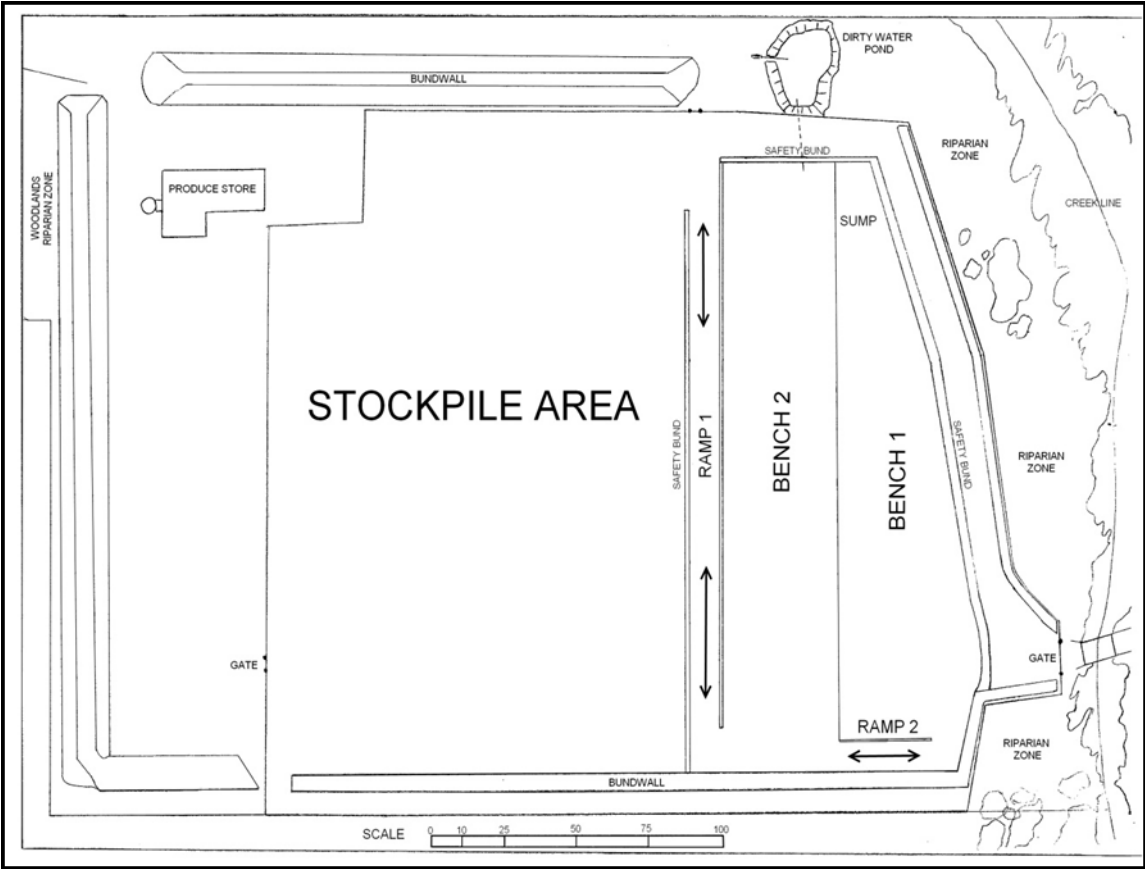 DIRTY WATER
POND
BUNDWALL
SAFETY BUND
RIPARIAN
ZONE
WOODLANDS
RIPARIAN ZONE
PRODUCE STORE
CREEK LINE
SUMP
STOCKPILE AREA
SAFETY BUND
RAMP 1
BENCH 2
BENCH 1
SAFETY BUND
RIPARIAN
ZONE
GATE
GATE
RAMP 2
RIPARIAN
ZONE
BUNDWALL
SCALE
0 10 25 50 75 100